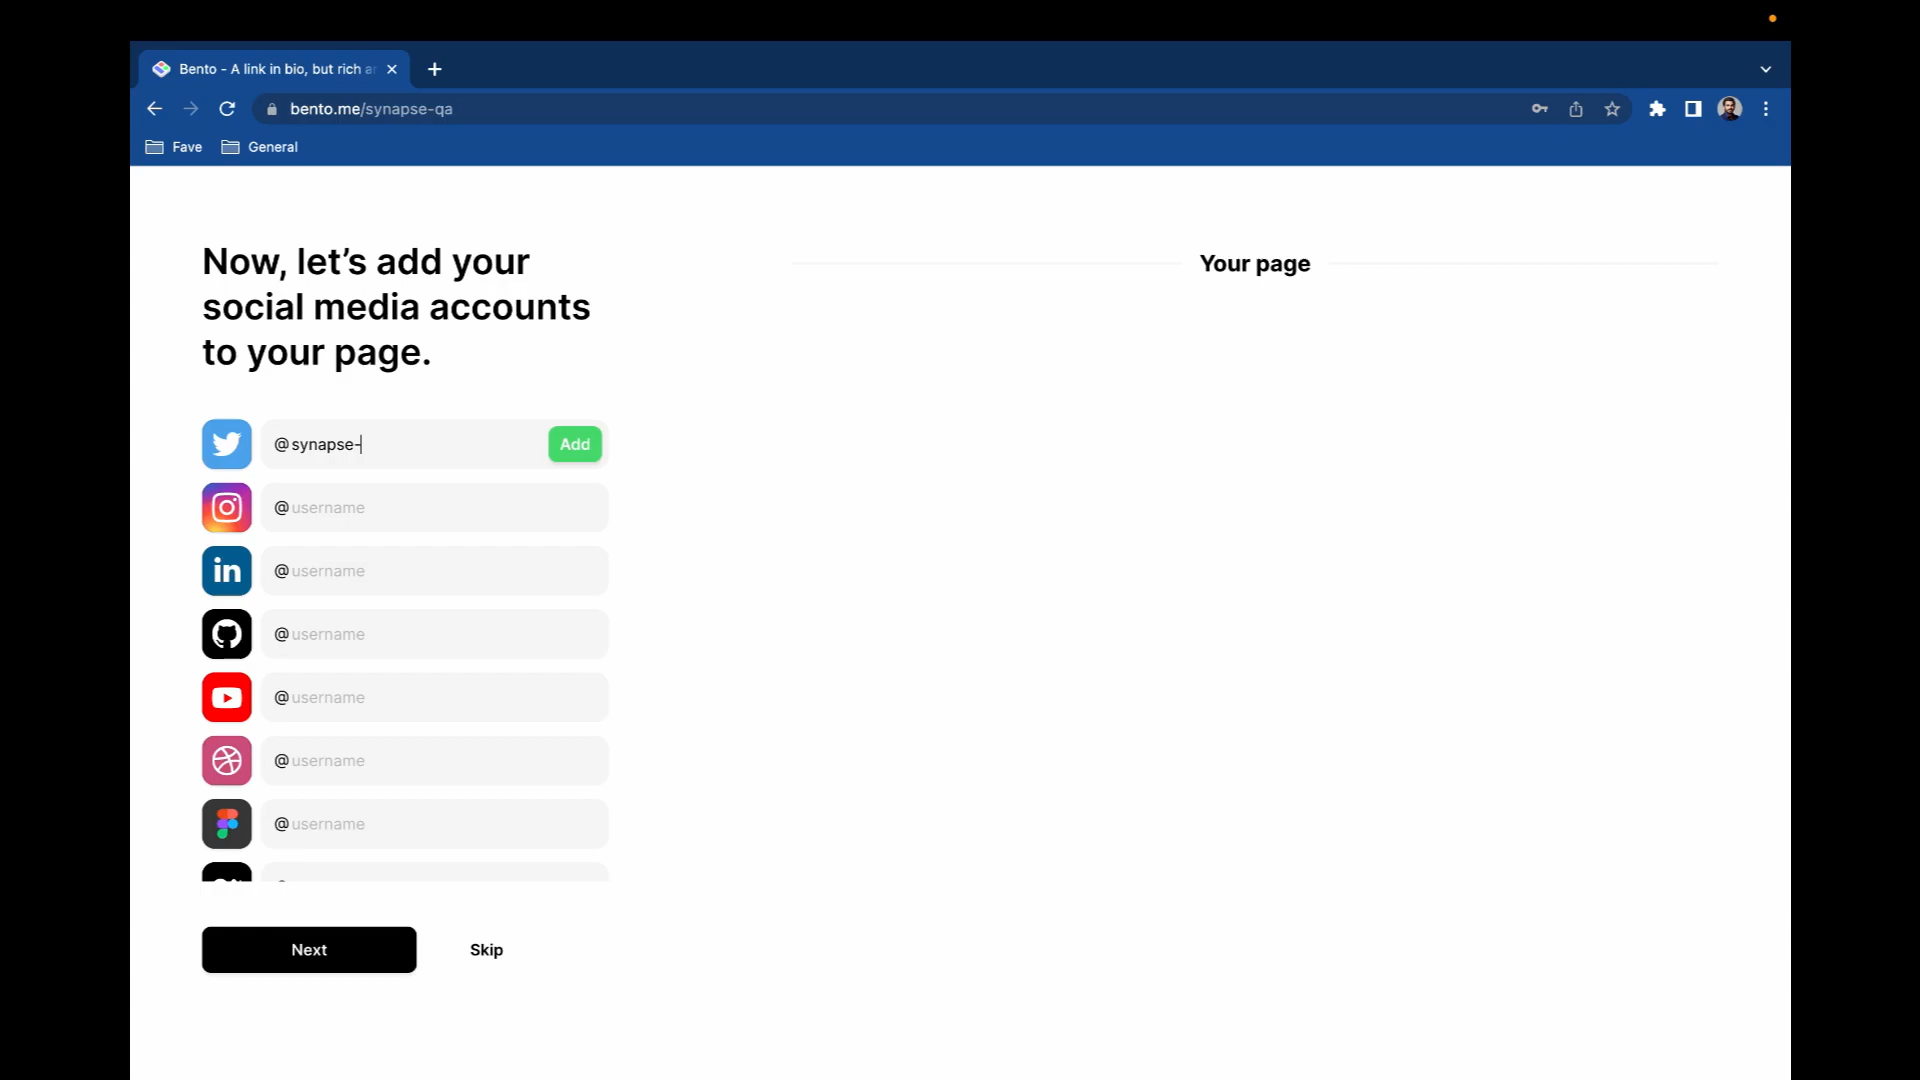 Bento - A link in bio, but rich a
bento.me/synapse-qa
Fave
General
Now, let's add your
social media accounts
to your page.
Your page
@synapse-
Add
@username
in
@username
@username
@username
@username
@username
Next
Skip